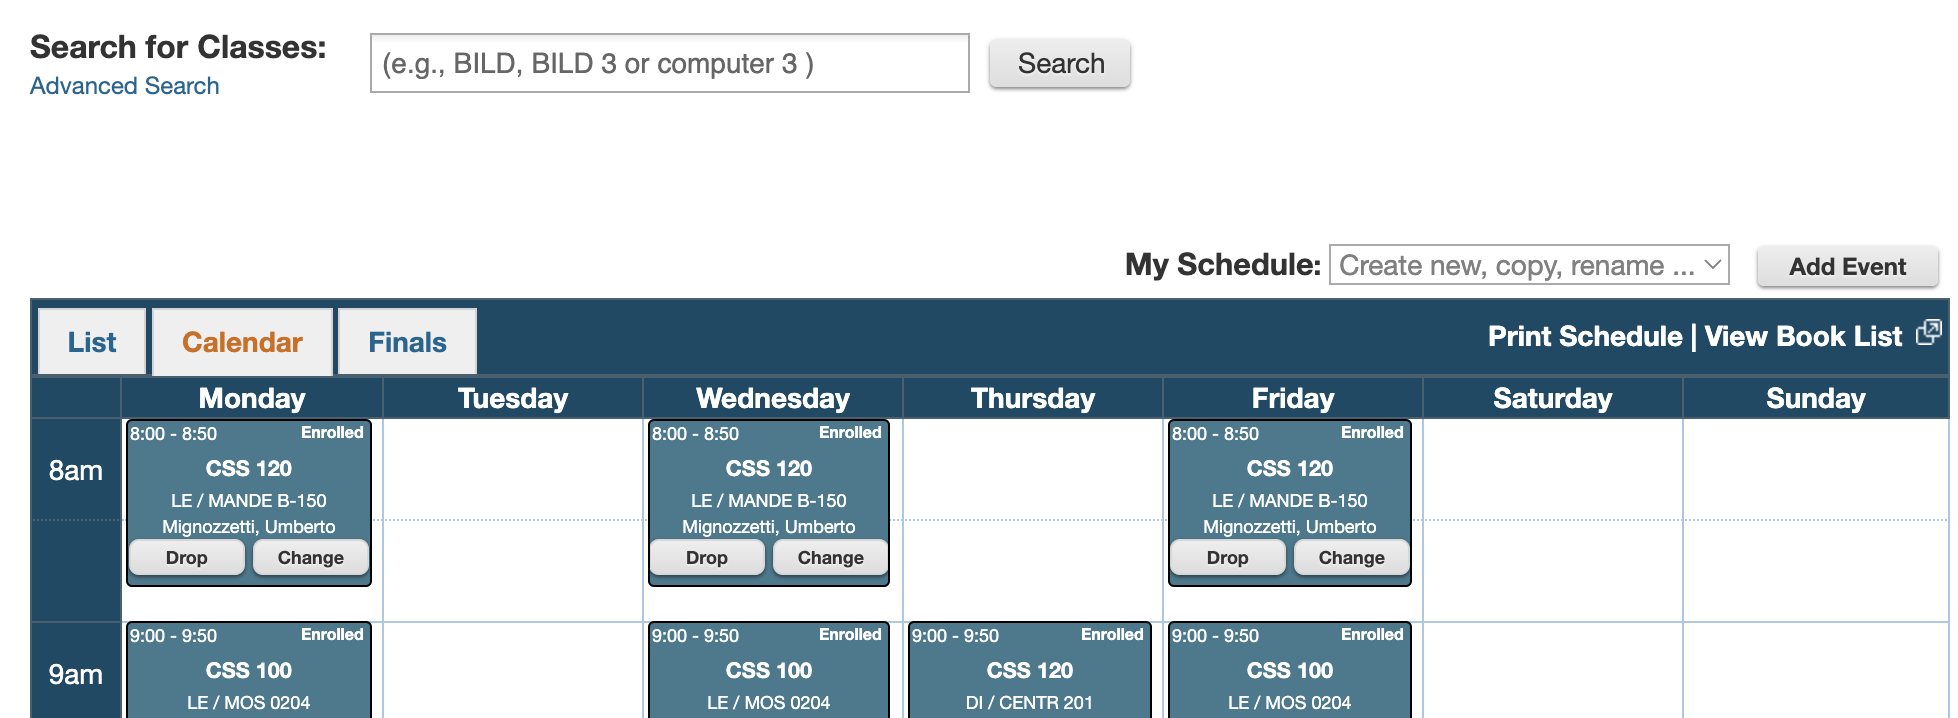 Search for Classes:
(e.g., BILD, BILD 3 or computer 3 )
Search
Advanced Search
My Schedule:
Create new, copy, rename ...
Add Event
List
Calendar
Finals
Print Schedule | View Book List
Monday
Tuesday
Wednesday
Thursday
Friday
Saturday
Sunday
8am
8:00 - 8:50
Enrolled
CSS 120
LE / MANDE B-150
Mignozzetti, Umberto
Drop
Change
8:00 - 8:50
Enrolled
CSS 120
LE / MANDE B-150
Mignozzetti, Umberto
Drop
Change
8:00 - 8:50
Enrolled
CSS 120
LE / MANDE B-150
Mignozzetti, Umberto
Drop
Change
9am
9:00 - 9:50
Enrolled
CSS 100
LE / MOS 0204
9:00 - 9:50
Enrolled
CSS 100
LE / MOS 0204
9:00 - 9:50
Enrolled
CSS 120
DI / CENTR 201
9:00 - 9:50
Enrolled
CSS 100
LE / MOS 0204